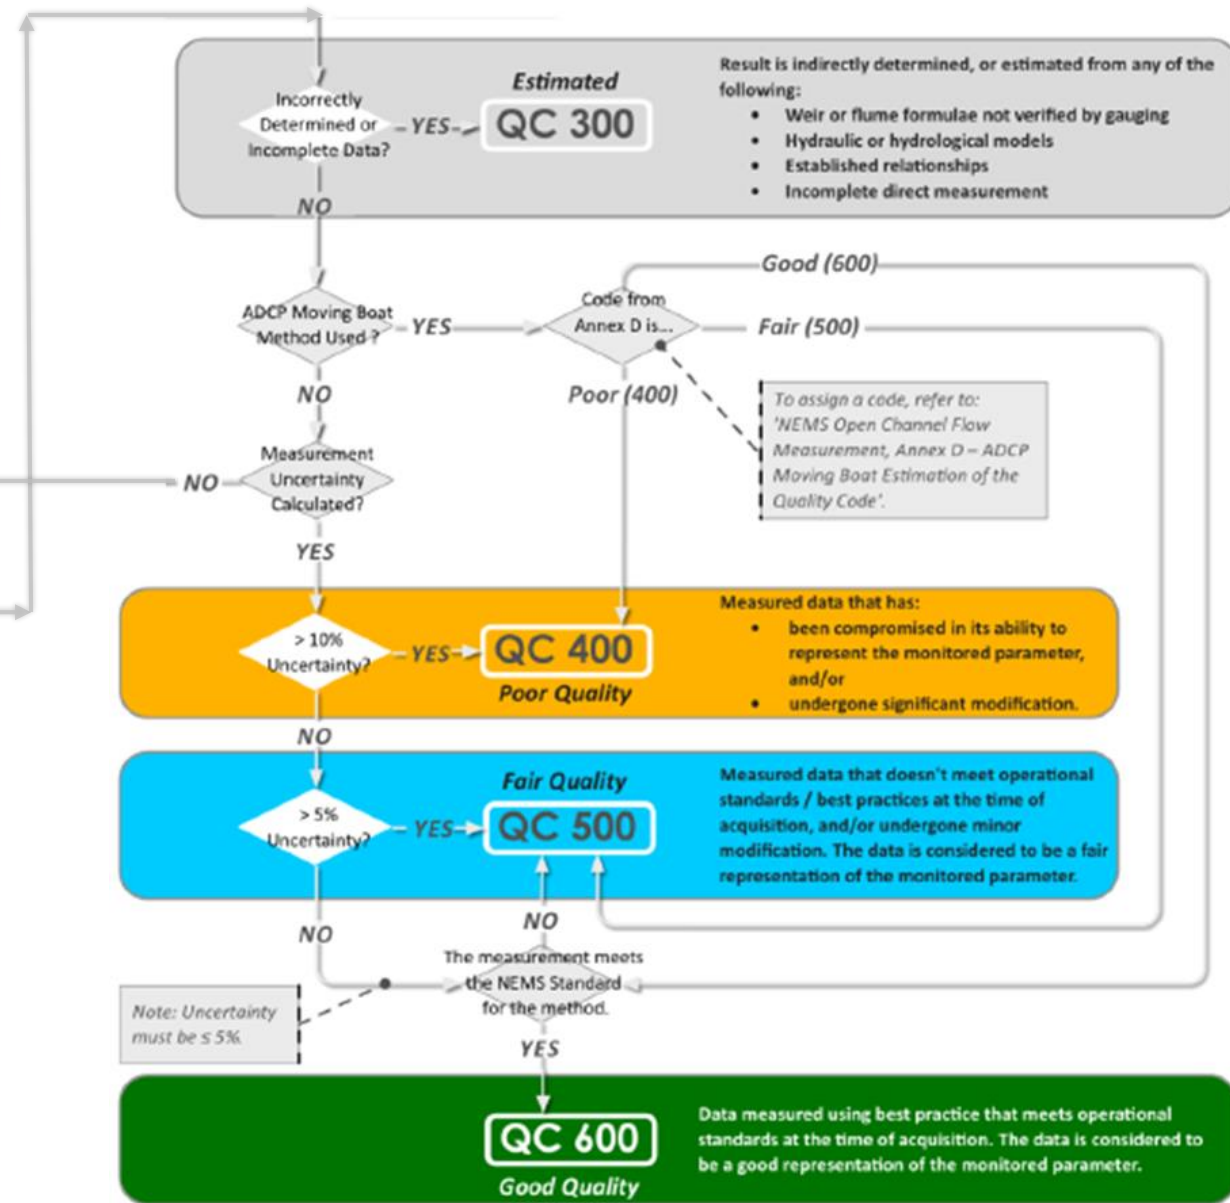 Incorrectly
Determined or
Incomplete Data?
YES
Estimated
QC 300
Result is indirectly determined, or estimated from any of the
following:
• Weir or flume formulae not verified by gauging
• Hydraulic or hydrological models
• Established relationships
• Incomplete direct measurement
NO
ADCP Moving Boat
Method Used ?
YES
Code from
Annex D is...
Good (600)
Fair (500)
Poor (400)
To assign a code, refer to:
'NEMS Open Channel Flow
Measurement, Annex D – ADCP
Moving Boat Estimation of the
Quality Code'.
NO
Measurement
Uncertainty
Calculated?
NO
YES
> 10%
Uncertainty?
YES
QC 400
Poor Quality
Measured data that has:
• been compromised in its ability to
represent the monitored parameter,
and/or
• undergone significant modification.
NO
> 5%
Uncertainty?
YES
Fair Quality
QC 500
Measured data that doesn't meet operational
standards / best practices at the time of
acquisition, and/or undergone minor
modification. The data is considered to be a fair
representation of the monitored parameter.
NO
NO
The measurement meets
the NEMS Standard
for the method.
Note: Uncertainty
must be ≤ 5%.
YES
QC 600
Good Quality
Data measured using best practice that meets operational
standards at the time of acquisition. The data is considered to
be a good representation of the monitored parameter.